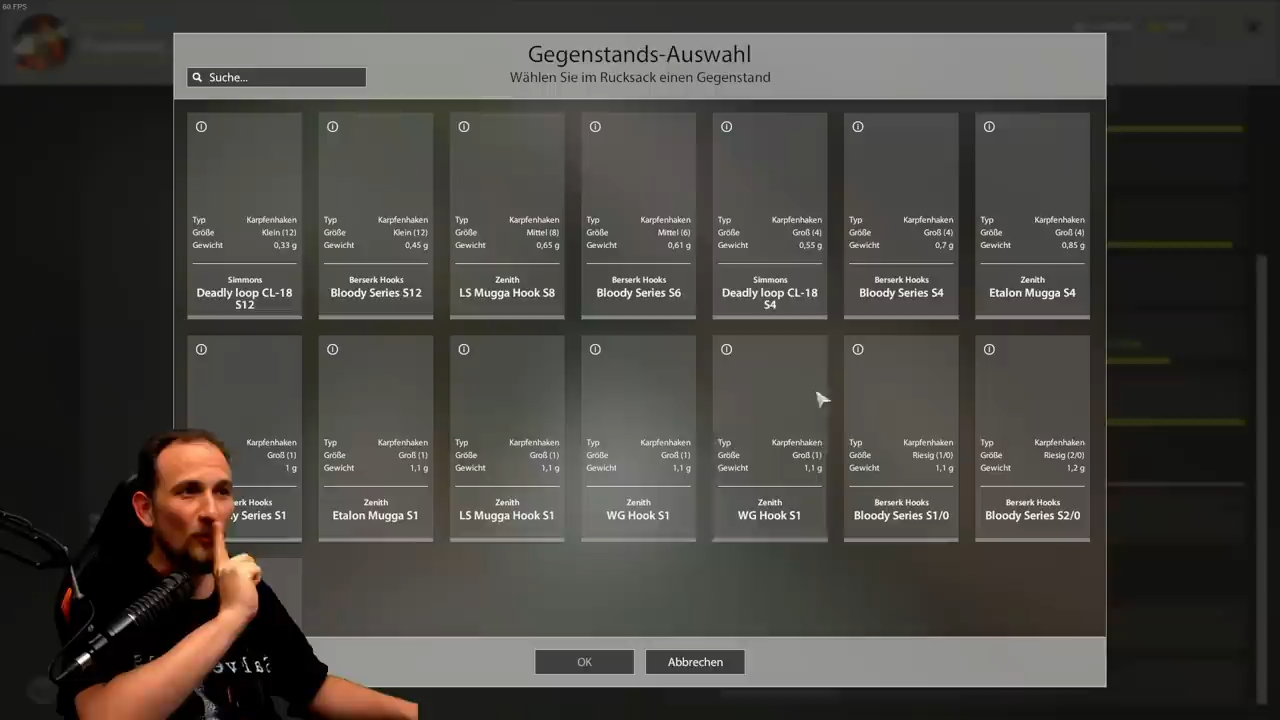 60 FPS
Gegenstands-Auswahl
Suche...
Wählen Sie im Rucksack einen Gegenstand
Typ Karpfenhaken
Größe Klein (12)
Gewicht 0,33 g
Simmons
Deadly loop CL-18
S12
Typ Karpfenhaken
Größe Klein (12)
Gewicht 0,45 g
Berserk Hooks
Bloody Series S12
Typ Karpfenhaken
Größe Mittel (8)
Gewicht 0,65 g
Zenith
LS Mugga Hook S8
Typ Karpfenhaken
Größe Mittel (6)
Gewicht 0,61 g
Berserk Hooks
Bloody Series S6
Typ Karpfenhaken
Größe Groß (4)
Gewicht 0,55 g
Simmons
Deadly loop CL-18
S4
Typ Karpfenhaken
Größe Groß (4)
Gewicht 0,7 g
Berserk Hooks
Bloody Series S4
Typ Karpfenhaken
Größe Groß (4)
Gewicht 0,85 g
Zenith
Etalon Mugga S4
Karpfenhaken
Groß (1)
1 g
Hooks
Series S1
Typ Karpfenhaken
Größe Groß (1)
Gewicht 1,1 g
Zenith
Etalon Mugga S1
Typ Karpfenhaken
Größe Groß (1)
Gewicht 1,1 g
Zenith
LS Mugga Hook S1
Typ Karpfenhaken
Größe Groß (1)
Gewicht 1,1 g
Zenith
WG Hook S1
Typ Karpfenhaken
Größe Groß (1)
Gewicht 1,1 g
Zenith
WG Hook S1
Typ Karpfenhaken
Größe Riesig (1/0)
Gewicht 1,1 g
Berserk Hooks
Bloody Series S1/0
Typ Karpfenhaken
Größe Riesig (2/0)
Gewicht 1,2 g
Berserk Hooks
Bloody Series S2/0
OK
Abbrechen